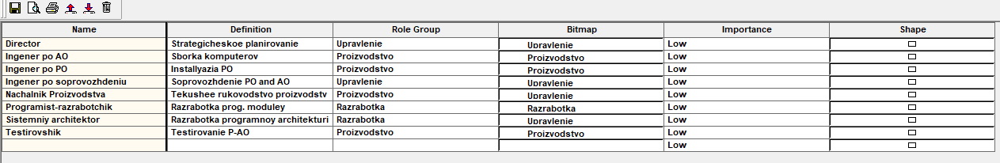 Name Definition Role Group Bitmap Importance Shape
Director Strategicheskoe planirovanie Upravlenie Upravlenie Low
Ingener po AO Sborka komputerov Proizvodstvo Proizvodstvo Low
Ingener po PO Installyazia PO Proizvodstvo Proizvodstvo Low
Ingener po soprovozhdeniu Soprovozhdenie PO and AO Upravlenie Upravlenie Low
Nachalnik Proizvodstva Tekushee rukovodstvo proizvodstv Proizvodstvo Upravlenie Low
Programist-razrabotchik Razrabotka prog. moduley Razrabotka Razrabotka Low
Sistemniy architektor Razrabotka programnoy architekturi Razrabotka Upravlenie Low
Testirovshik Testirovanie P-AO Proizvodstvo Proizvodstvo Low
Low